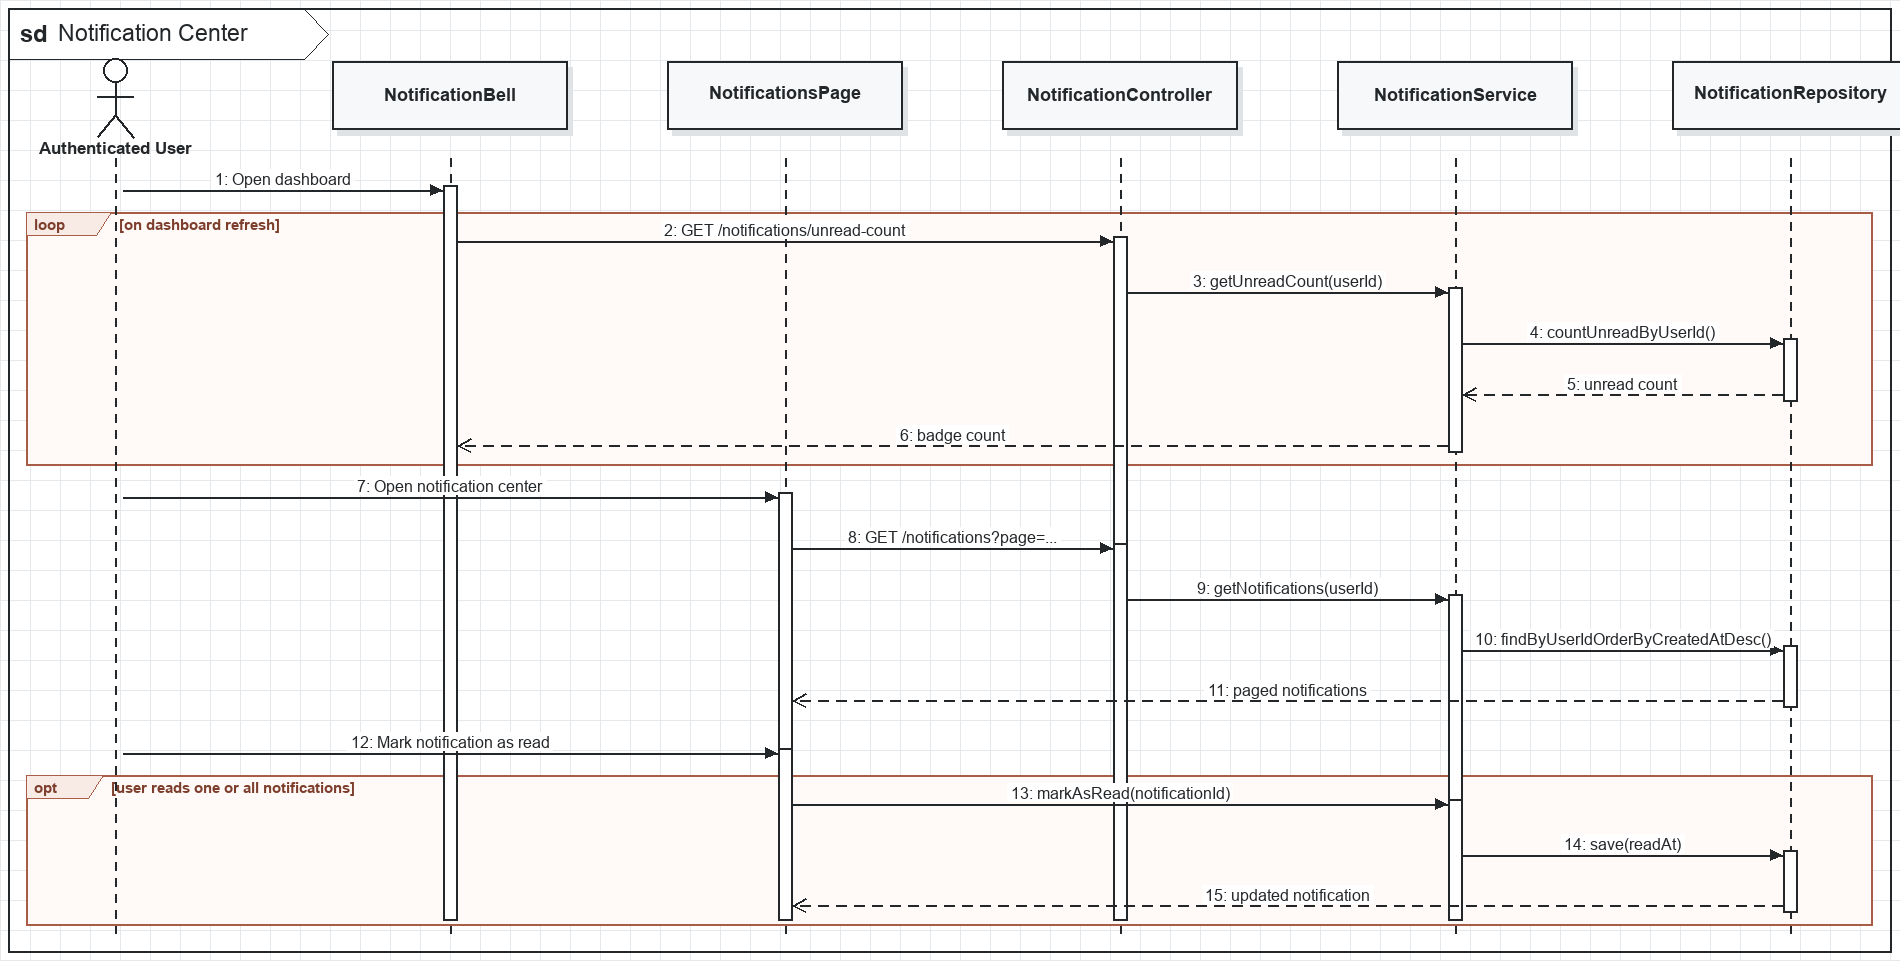 sd Notification Center
Authenticated User
NotificationBell
NotificationsPage
NotificationController
NotificationService
NotificationRepository
1: Open dashboard
loop [on dashboard refresh]
2: GET /notifications/unread-count
3: getUnreadCount(userId)
4: countUnreadByUserId()
5: unread count
6: badge count
7: Open notification center
8: GET /notifications?page=...
9: getNotifications(userId)
10: findByUserIdOrderByCreatedAtDesc()
11: paged notifications
12: Mark notification as read
opt [user reads one or all notifications]
13: markAsRead(notificationId)
14: save(readAt)
15: updated notification